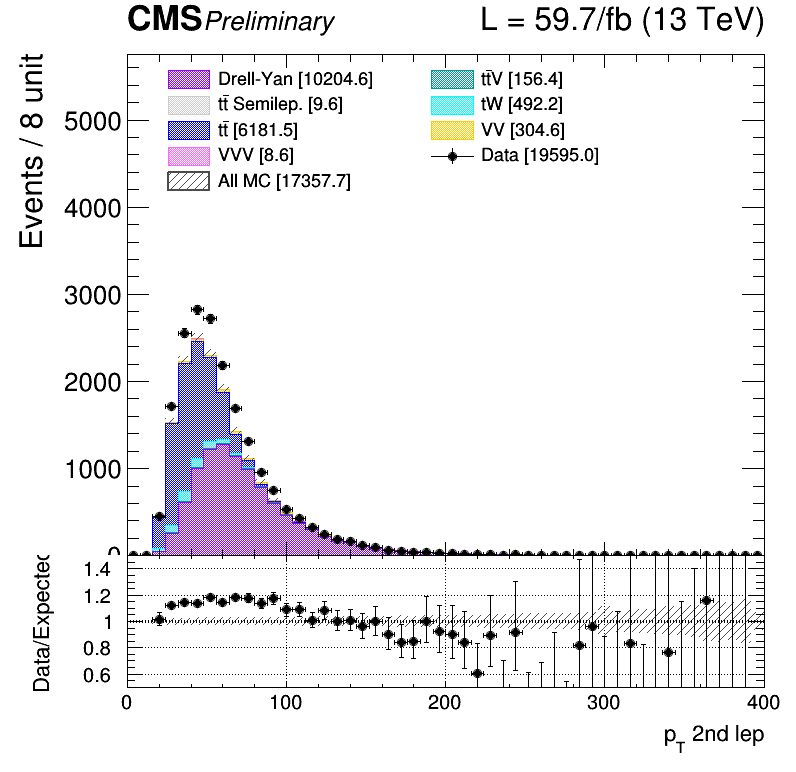 CMS Preliminary L = 59.7/fb (13 TeV)
Events / 8 unit
Drell-Yan [10204.6]
tt̄ Semilep. [9.6]
tt̄ [6181.5]
VVV [8.6]
All MC [17357.7]
tt̄V [156.4]
tW [492.2]
VV [304.6]
Data [19595.0]
5000
4000
3000
2000
1000
0
Data/Expected
1.4
1.2
1
0.8
0.6
0 100 200 300 400
p_T 2nd lep